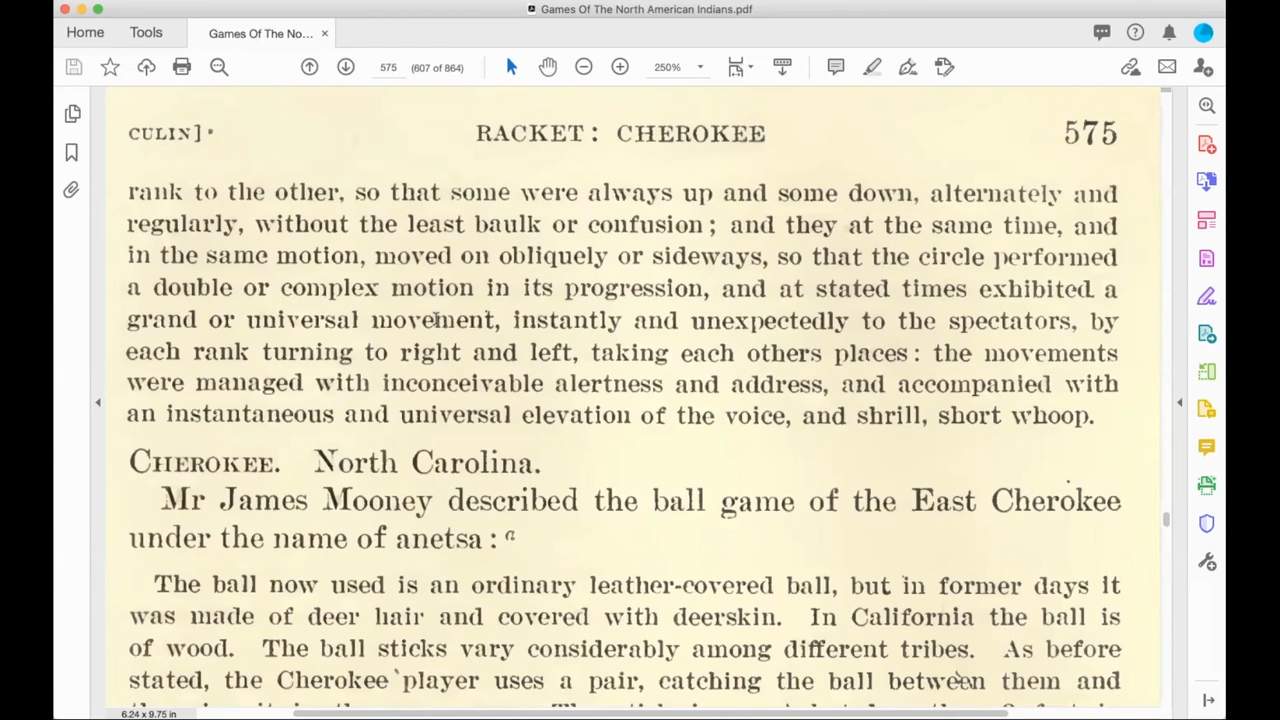 Games Of The North American Indians.pdf
Home
Tools
Games Of The No... ×
575
(607 of 864)
250%
CULIN]
RACKET: CHEROKEE
575
rank to the other, so that some were always up and some down, alternately and
regularly, without the least baulk or confusion; and they at the same time, and
in the same motion, moved on obliquely or sideways, so that the circle performed
a double or complex motion in its progression, and at stated times exhibited a
grand or universal movement, instantly and unexpectedly to the spectators, by
each rank turning to right and left, taking each others places: the movements
were managed with inconceivable alertness and address, and accompanied with
an instantaneous and universal elevation of the voice, and shrill, short whoop.
CHEROKEE. North Carolina.
Mr James Mooney described the ball game of the East Cherokee
under the name of anetsa: a
The ball now used is an ordinary leather-covered ball, but in former days it
was made of deer hair and covered with deerskin. In California the ball is
of wood. The ball sticks vary considerably among different tribes. As before
stated, the Cherokee player uses a pair, catching the ball between them and
6.24 x 9.75 in